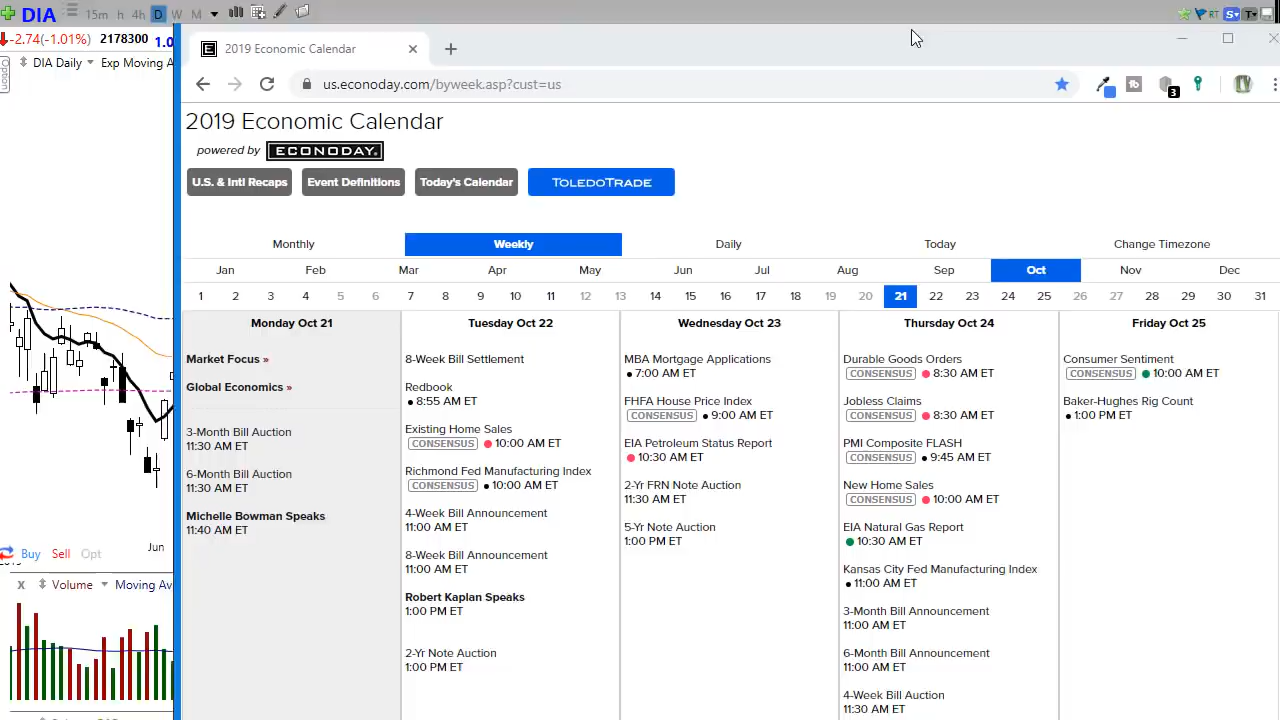 DIA
15m h 4h D W M
RT S T
-2.74(-1.01%) 2178300 1.0
DIA Daily Exp Moving A
Option
2019 Economic Calendar
us.econoday.com/byweek.asp?cust=us
3
2019 Economic Calendar
powered by ECONODAY
U.S. & Intl Recaps Event Definitions Today's Calendar TOLEDOTRADE
Monthly Weekly Daily Today Change Timezone
Jan Feb Mar Apr May Jun Jul Aug Sep Oct Nov Dec
1 2 3 4 5 6 7 8 9 10 11 12 13 14 15 16 17 18 19 20 21 22 23 24 25 26 27 28 29 30 31
Monday Oct 21
Market Focus »
Global Economics »
3-Month Bill Auction
11:30 AM ET
6-Month Bill Auction
11:30 AM ET
Michelle Bowman Speaks
11:40 AM ET
Tuesday Oct 22
8-Week Bill Settlement
Redbook
8:55 AM ET
Existing Home Sales
CONSENSUS 10:00 AM ET
Richmond Fed Manufacturing Index
CONSENSUS 10:00 AM ET
4-Week Bill Announcement
11:00 AM ET
8-Week Bill Announcement
11:00 AM ET
Robert Kaplan Speaks
1:00 PM ET
2-Yr Note Auction
1:00 PM ET
Wednesday Oct 23
MBA Mortgage Applications
7:00 AM ET
FHFA House Price Index
CONSENSUS 9:00 AM ET
EIA Petroleum Status Report
10:30 AM ET
2-Yr FRN Note Auction
11:30 AM ET
5-Yr Note Auction
1:00 PM ET
Thursday Oct 24
Durable Goods Orders
CONSENSUS 8:30 AM ET
Jobless Claims
CONSENSUS 8:30 AM ET
PMI Composite FLASH
CONSENSUS 9:45 AM ET
New Home Sales
CONSENSUS 10:00 AM ET
EIA Natural Gas Report
10:30 AM ET
Kansas City Fed Manufacturing Index
11:00 AM ET
3-Month Bill Announcement
11:00 AM ET
6-Month Bill Announcement
11:00 AM ET
4-Week Bill Auction
11:30 AM ET
Friday Oct 25
Consumer Sentiment
CONSENSUS 10:00 AM ET
Baker-Hughes Rig Count
1:00 PM ET
Jun
Buy Sell Opt
X Volume Moving Av